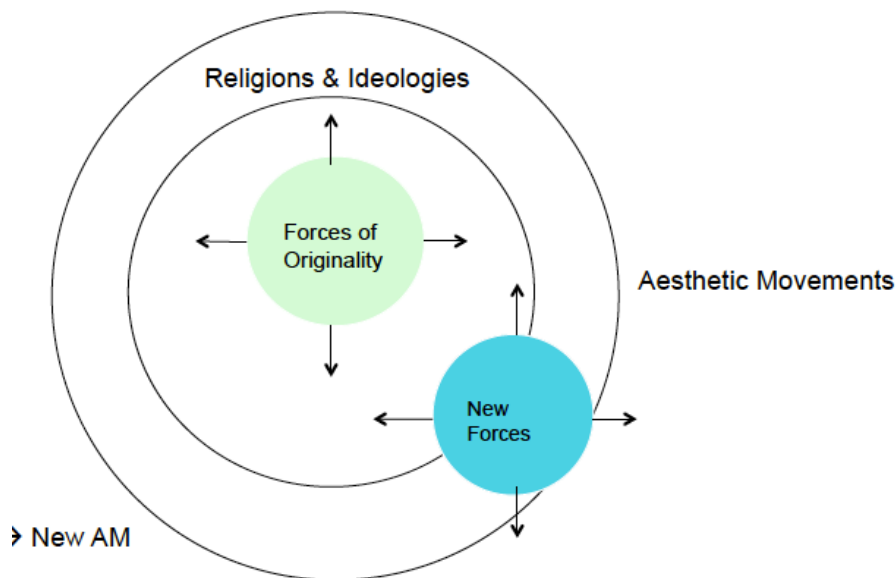 Religions & Ideologies
Forces of
Originality
Aesthetic Movements
New
Forces
→ New AM